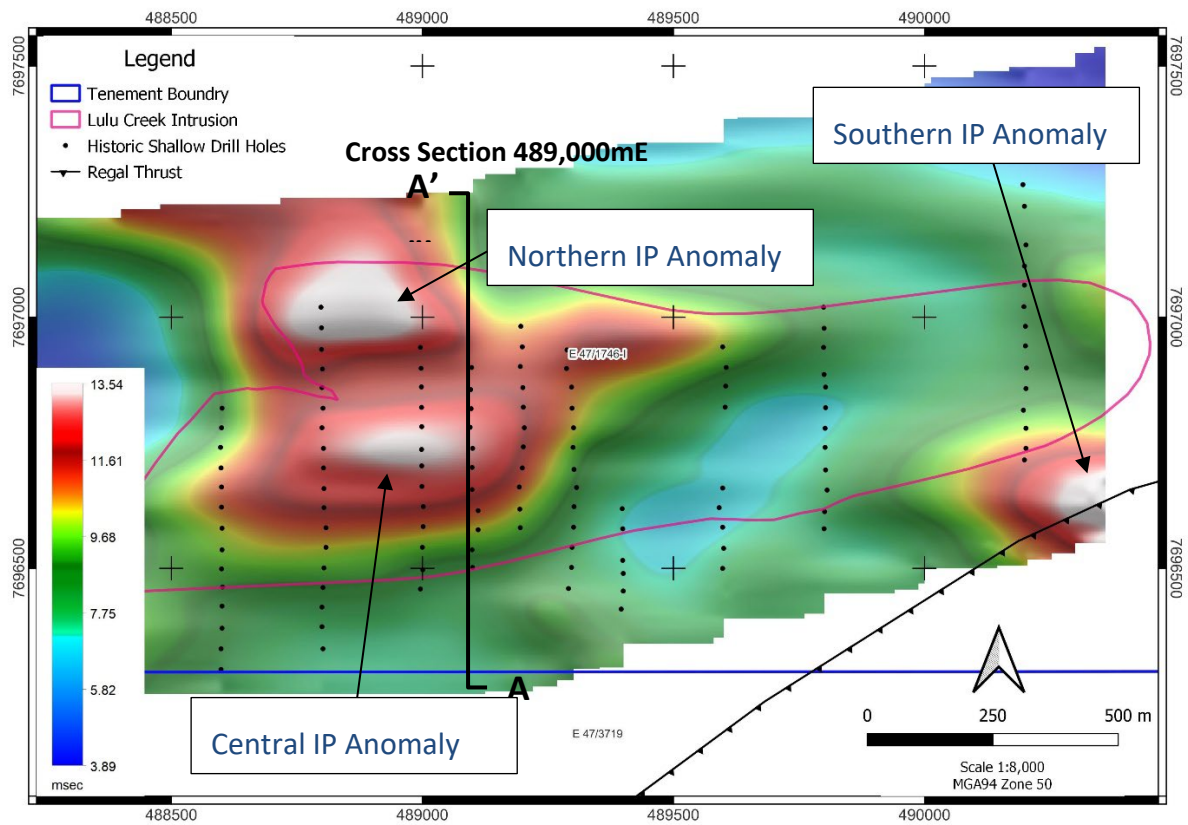 488500 489000 489500 490000
7697500 7697500
Legend
Tenement Boundry
Lulu Creek Intrusion
Historic Shallow Drill Holes
Regal Thrust
Southern IP Anomaly
Cross Section 489,000mE
A’
Northern IP Anomaly
7697000 7697000
E 47/1746-I
13.54
11.61
9.68
7.75
5.82
3.89
msec
7696500 7696500
A
Central IP Anomaly
E 47/3719
0 250 500 m
Scale 1:8,000
MGA94 Zone 50
488500 489000 489500 490000